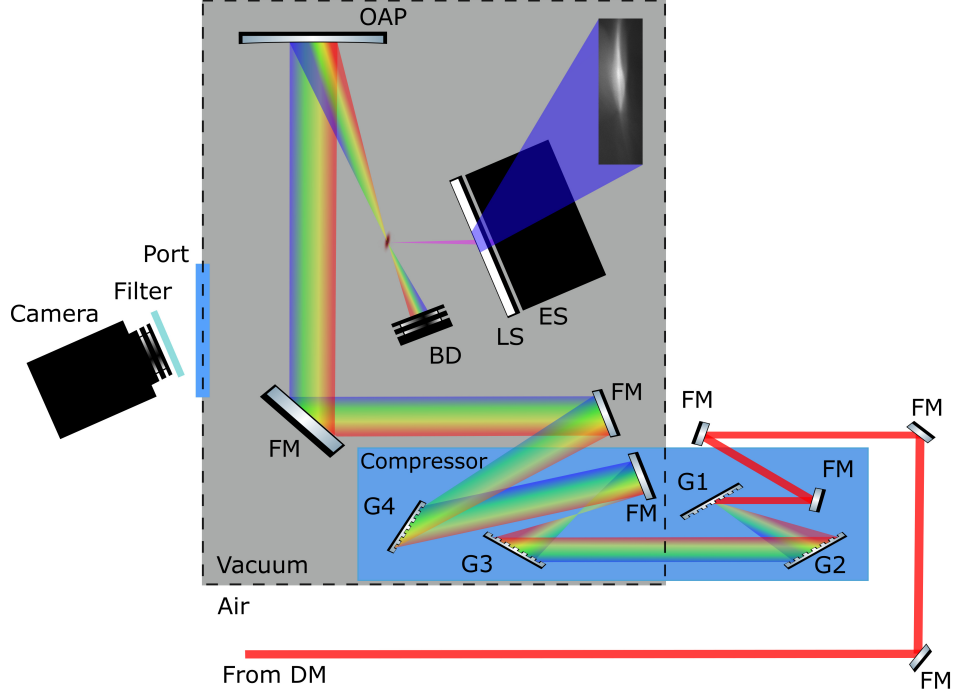 OAP
Port
Filter
Camera
ES
LS
BD
FM
FM
FM
FM
Compressor
FM
G1
G4
FM
G3
G2
Vacuum
Air
From DM
FM